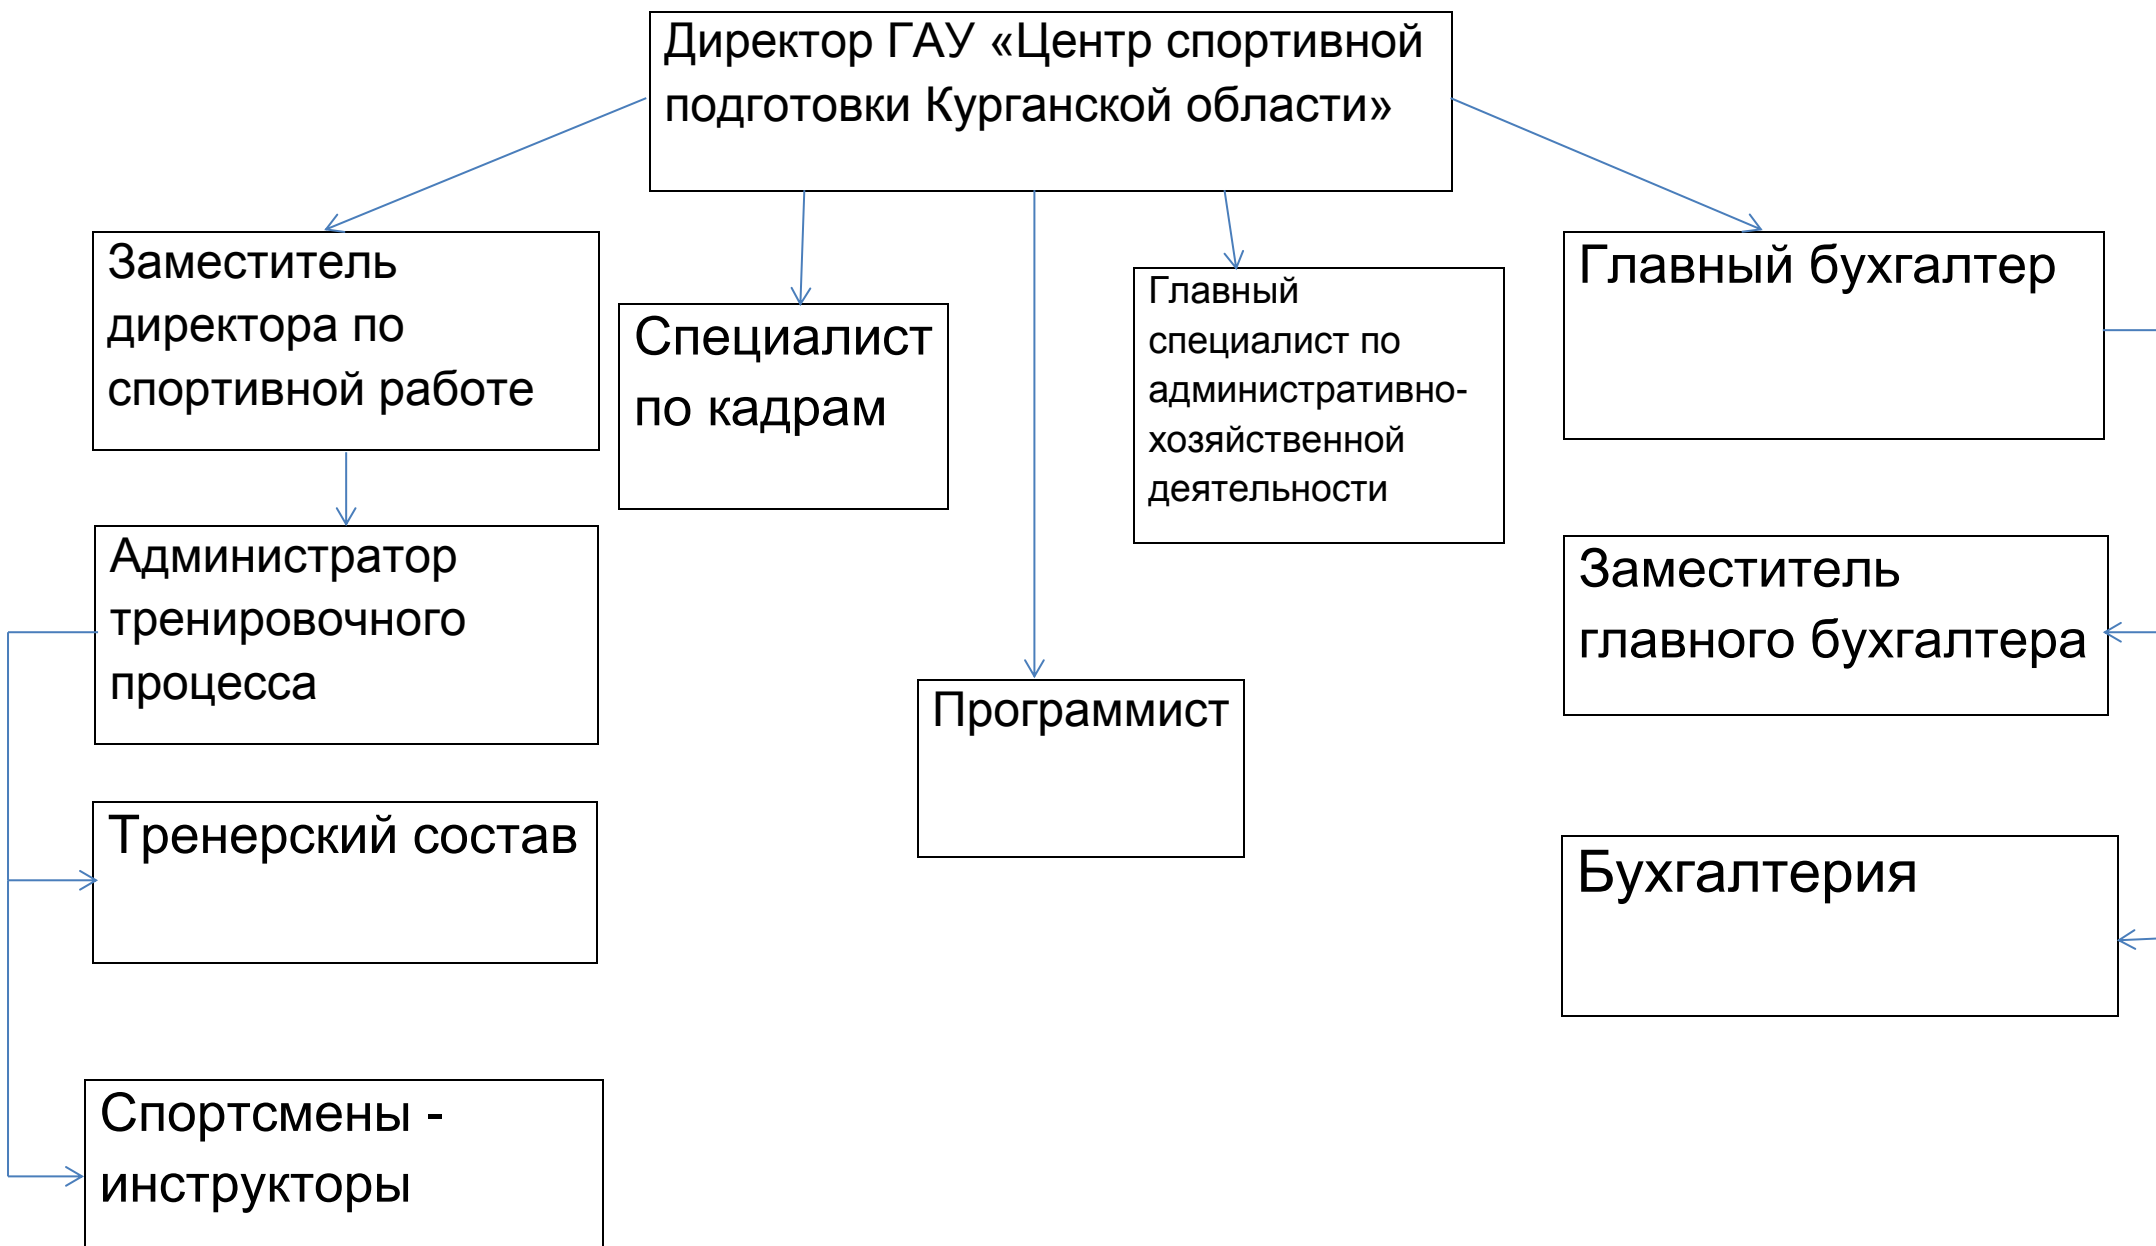 Директор ГАУ «Центр спортивной
подготовки Курганской области»
Заместитель
директора по
спортивной работе
Специалист
по кадрам
Главный
специалист по
административно-
хозяйственной
деятельности
Главный бухгалтер
Администратор
тренировочного
процесса
Заместитель
главного бухгалтера
Программист
Тренерский состав
Бухгалтерия
Спортсмены -
инструкторы